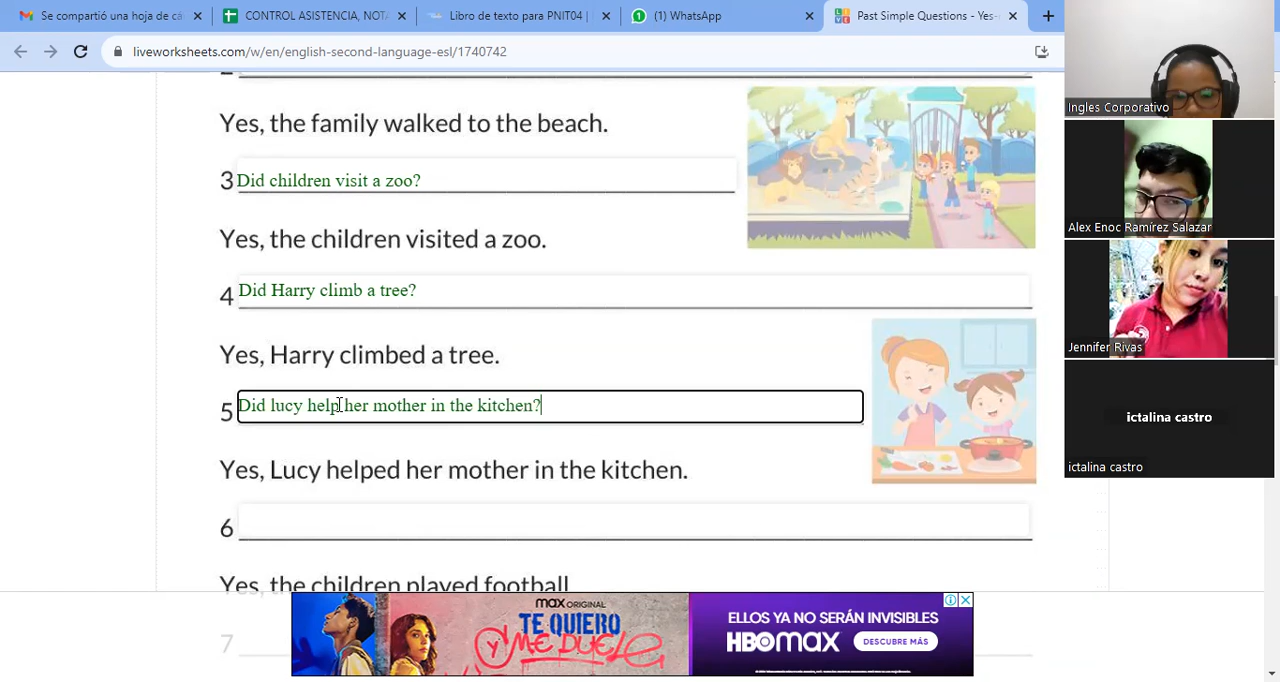 Se compartió una hoja de cá
CONTROL ASISTENCIA, NOTA
Libro de texto para PNIT04 |
(1) WhatsApp
Past Simple Questions - Yes-
liveworksheets.com/w/en/english-second-language-esl/1740742
Yes, the family walked to the beach.
3 Did children visit a zoo?
Yes, the children visited a zoo.
4 Did Harry climb a tree?
Yes, Harry climbed a tree.
5 Did lucy help her mother in the kitchen?
Yes, Lucy helped her mother in the kitchen.
6
Yes, the children played football
7
max ORIGINAL
TE QUIERO
Y ME DUELE
ELLOS YA NO SERÁN INVISIBLES
HBOMAX
DESCUBRE MÁS
Ingles Corporativo
Alex Enoc Ramírez Salazar
Jennifer Rivas
ictalina castro
ictalina castro